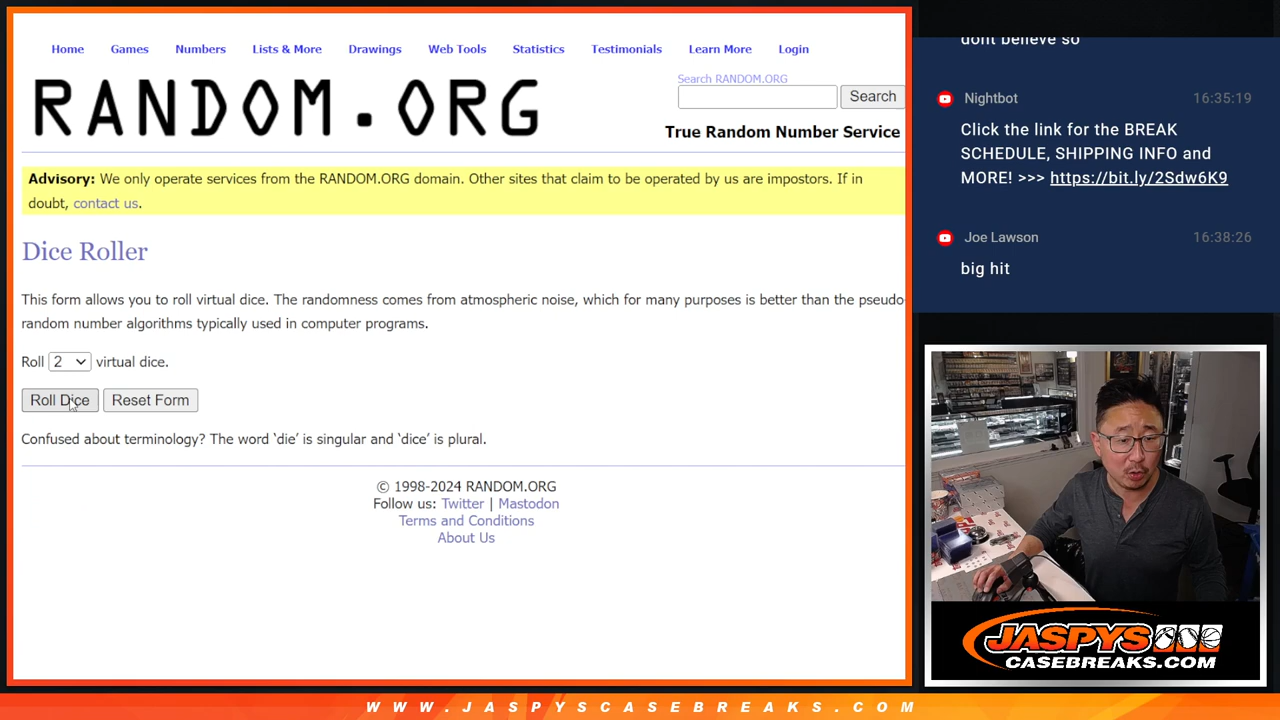 Home Games Numbers Lists & More Drawings Web Tools Statistics Testimonials Learn More Login
RANDOM.ORG
Search RANDOM.ORG
Search
True Random Number Service
Advisory: We only operate services from the RANDOM.ORG domain. Other sites that claim to be operated by us are impostors. If in
doubt, contact us.
Dice Roller
This form allows you to roll virtual dice. The randomness comes from atmospheric noise, which for many purposes is better than the pseudo-
random number algorithms typically used in computer programs.
Roll 2 virtual dice.
Roll Dice Reset Form
Confused about terminology? The word ‘die’ is singular and ‘dice’ is plural.
© 1998-2024 RANDOM.ORG
Follow us: Twitter | Mastodon
Terms and Conditions
About Us
dont believe so
Nightbot 16:35:19
Click the link for the BREAK
SCHEDULE, SHIPPING INFO and
MORE! >>> https://bit.ly/2Sdw6K9
Joe Lawson 16:38:26
big hit
JASPYS
CASEBREAKS.COM
WWW.JASPYSCASEBREAKS.COM